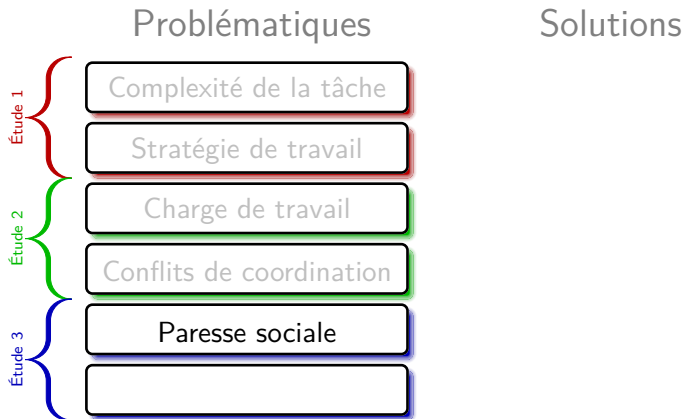 Problématiques
Solutions
Étude 1
Complexité de la tâche
Stratégie de travail
Étude 2
Charge de travail
Conflits de coordination
Étude 3
Paresse sociale